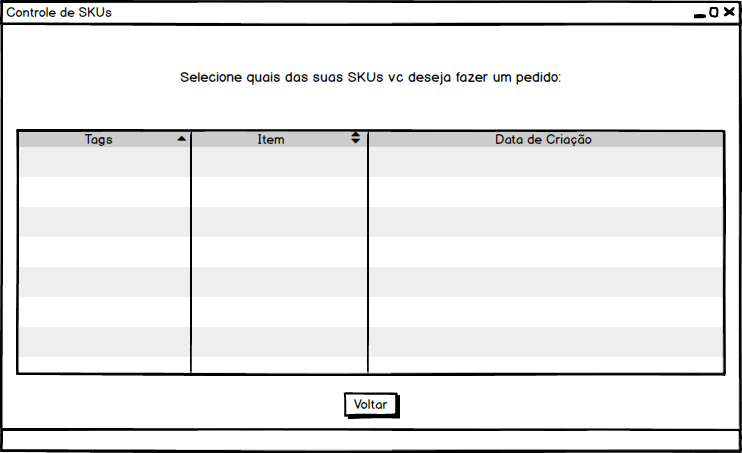 Controle de SKUs
Selecione quais das suas SKUs vc deseja fazer um pedido:
Tags Item Data de Criação
Voltar